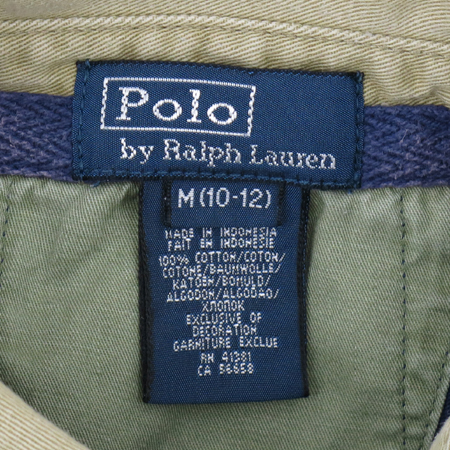 Polo
by Ralph Lauren
M (10-12)
MADE IN INDONESIA
FAIT EN INDONESIE
100% COTTON/COTON/
COTONE/BAUMWOLLE/
KATOEN/BOMULD/
ALGODON/ALGODAO/
ХЛОПОК
EXCLUSIVE OF
DECORATION
GARNITURE EXCLUE
RN 41381
CA 56658